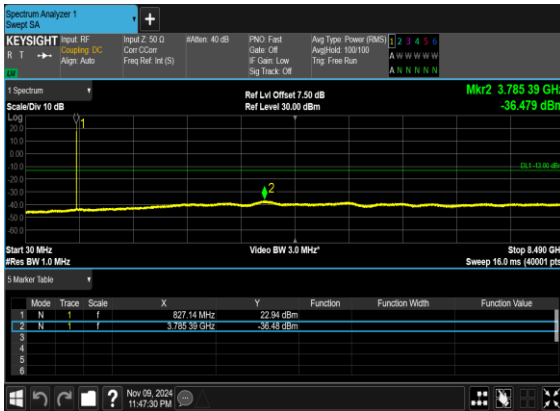 Spectrum Analyzer 1
Swept SA
+
KEYSIGHT Input: RF Input Z: 50 Ω #Atten: 40 dB PNO: Fast Avg Type: Power (RMS) 1 2 3 4 5 6
R T Coupling: DC Corr CCorr Gate: Off Avg|Hold: 100/100 A W W W W W
Align: Auto Freq Ref: Int (S) IF Gain: Low Trig: Free Run
LW Sig Track: Off A N N N N N
1 Spectrum Ref Lvl Offset 7.50 dB Mkr2 3.785 39 GHz
Scale/Div 10 dB Ref Level 30.00 dBm -36.479 dBm
Log
20.0
10.0
0.00
-10.0 DL1 -13.00 dBm
-20.0
-30.0
-40.0
-50.0
-60.0
1
2
Start 30 MHz Video BW 3.0 MHz* Stop 8.490 GHz
#Res BW 1.0 MHz Sweep 16.0 ms (40001 pts)
5 Marker Table
Mode Trace Scale X Y Function Function Width Function Value
1 N 1 f 827.14 MHz 22.94 dBm
2 N 1 f 3.785 39 GHz -36.48 dBm
3
4
5
6
? Nov 09, 2024
11:47:30 PM